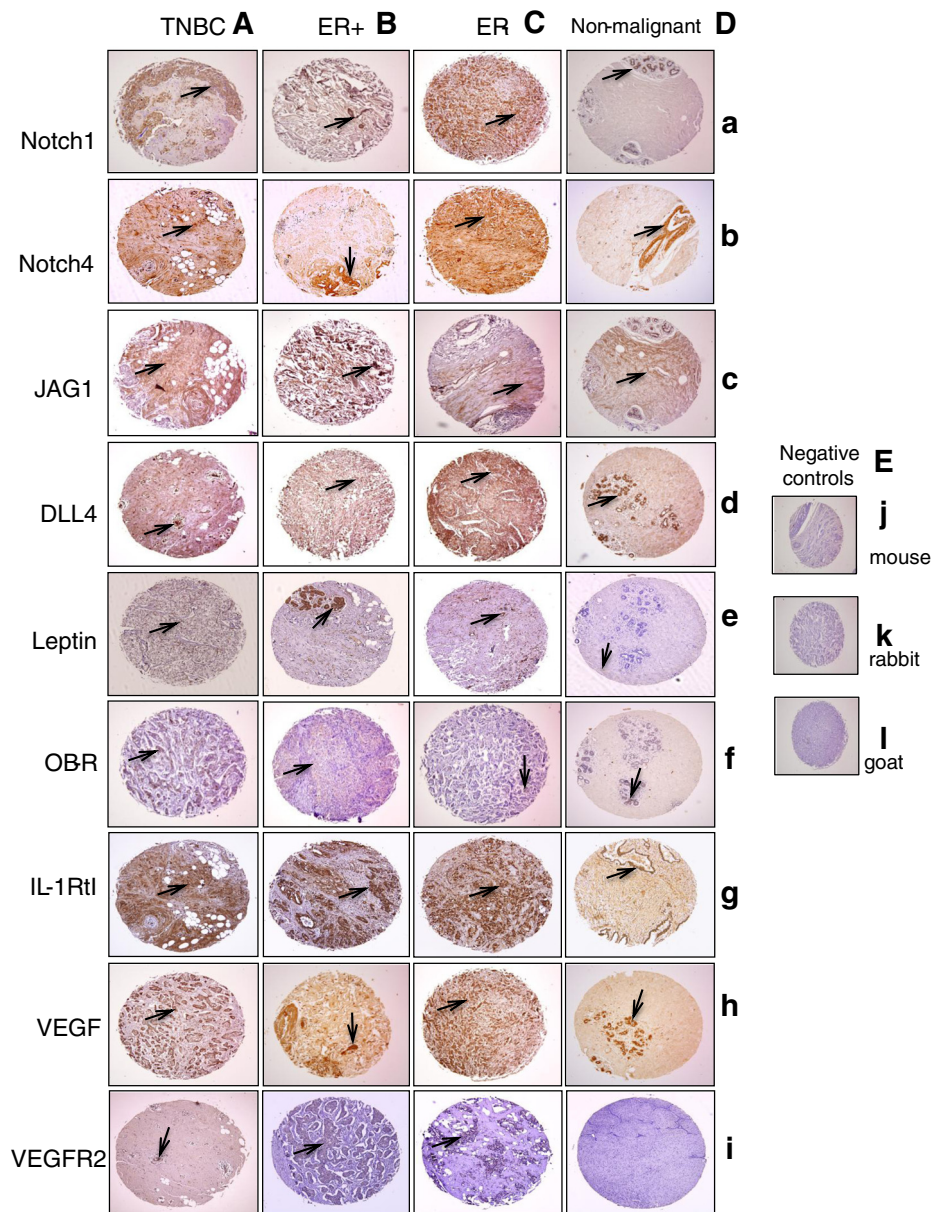 TNBC A ER+ B ER C Non-malignant D
Notch1 a
Notch4 b
JAG1 c
DLL4 d
Negative E
controls
j
mouse
Leptin e
k
rabbit
OB-R f
l
goat
IL-1RtI g
VEGF h
VEGFR2 i